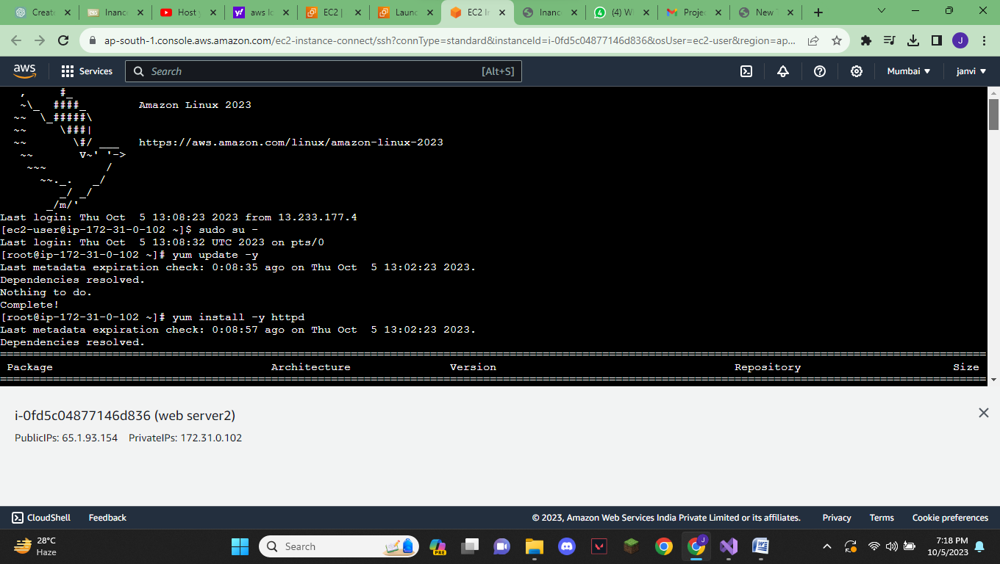 Create
Inanc
Host y
aws lo
EC2 |
Launc
EC2 In
Inanc
(4) W
Projec
New T
ap-south-1.console.aws.amazon.com/ec2-instance-connect/ssh?connType=standard&instanceId=i-0fd5c04877146d836&osUser=ec2-user&region=ap...
J
aws
Services
Search
[Alt+S]
Mumbai
janvi
,     #_
~\_  ####_        Amazon Linux 2023
~~  \_#####\
~~     \###|
~~       \#/ ___   https://aws.amazon.com/linux/amazon-linux-2023
~~       V~' '->
~~~         /
~~._.   _/
_/ _/
_/m/'
Last login: Thu Oct  5 13:08:23 2023 from 13.233.177.4
[ec2-user@ip-172-31-0-102 ~]$ sudo su -
Last login: Thu Oct  5 13:08:32 UTC 2023 on pts/0
[root@ip-172-31-0-102 ~]# yum update -y
Last metadata expiration check: 0:08:35 ago on Thu Oct  5 13:02:23 2023.
Dependencies resolved.
Nothing to do.
Complete!
[root@ip-172-31-0-102 ~]# yum install -y httpd
Last metadata expiration check: 0:08:57 ago on Thu Oct  5 13:02:23 2023.
Dependencies resolved.
Package Architecture Version Repository Size
i-0fd5c04877146d836 (web server2)
PublicIPs: 65.1.93.154 PrivateIPs: 172.31.0.102
CloudShell Feedback © 2023, Amazon Web Services India Private Limited or its affiliates. Privacy Terms Cookie preferences
28°C
Haze
Search
PRE
J
7:18 PM
10/5/2023